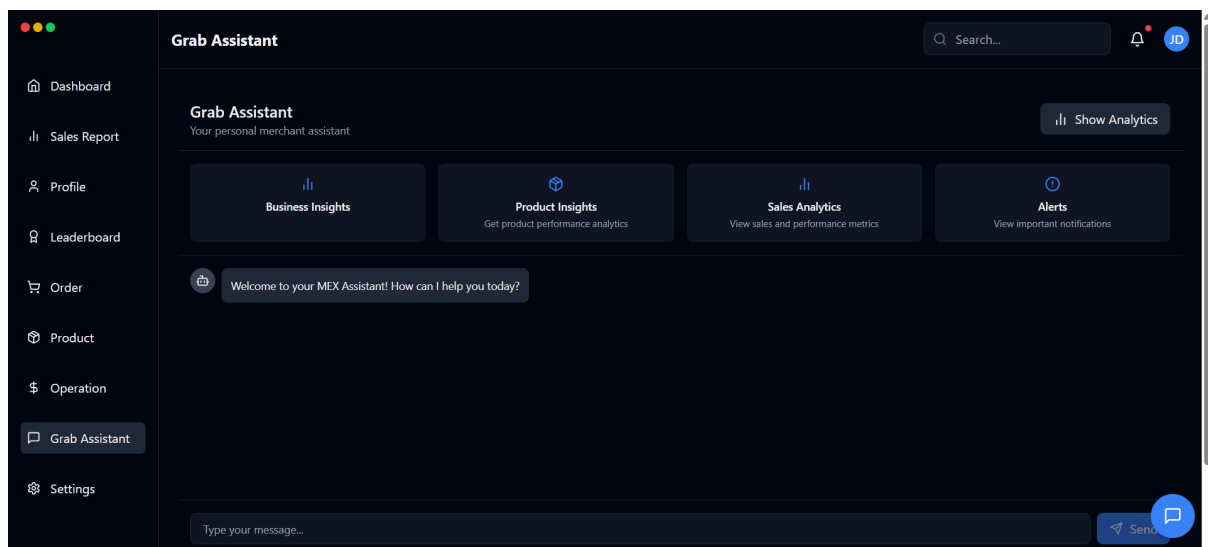 Grab Assistant
Search...
JD
Dashboard
Sales Report
Profile
Leaderboard
Order
Product
Operation
Grab Assistant
Settings
Grab Assistant
Your personal merchant assistant
Show Analytics
Business Insights
Product Insights
Get product performance analytics
Sales Analytics
View sales and performance metrics
Alerts
View important notifications
Welcome to your MEX Assistant! How can I help you today?
Type your message...
Send